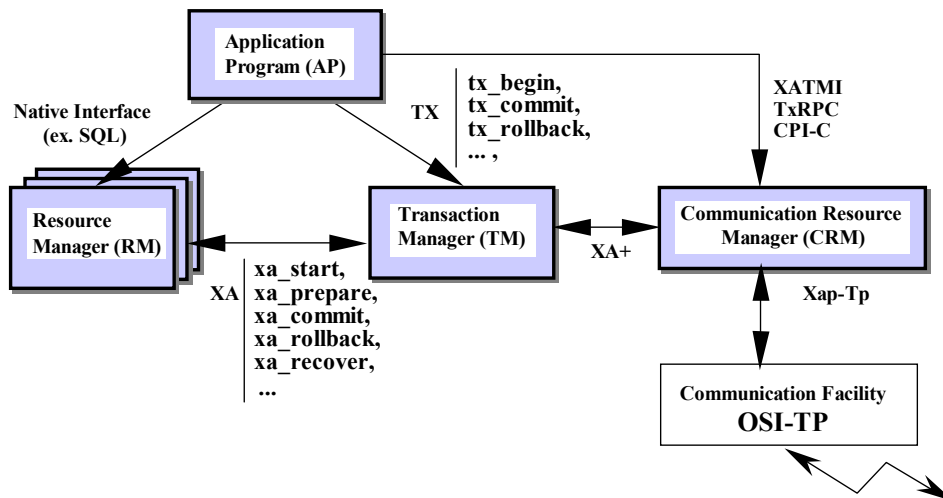 Application
Program (AP)
Native Interface
(ex. SQL)
TX
tx_begin,
tx_commit,
tx_rollback,
... ,
XATMI
TxRPC
CPI-C
Resource
Manager (RM)
Transaction
Manager (TM)
Communication Resource
Manager (CRM)
XA
xa_start,
xa_prepare,
xa_commit,
xa_rollback,
xa_recover,
...
XA+
Xap-Tp
Communication Facility
OSI-TP